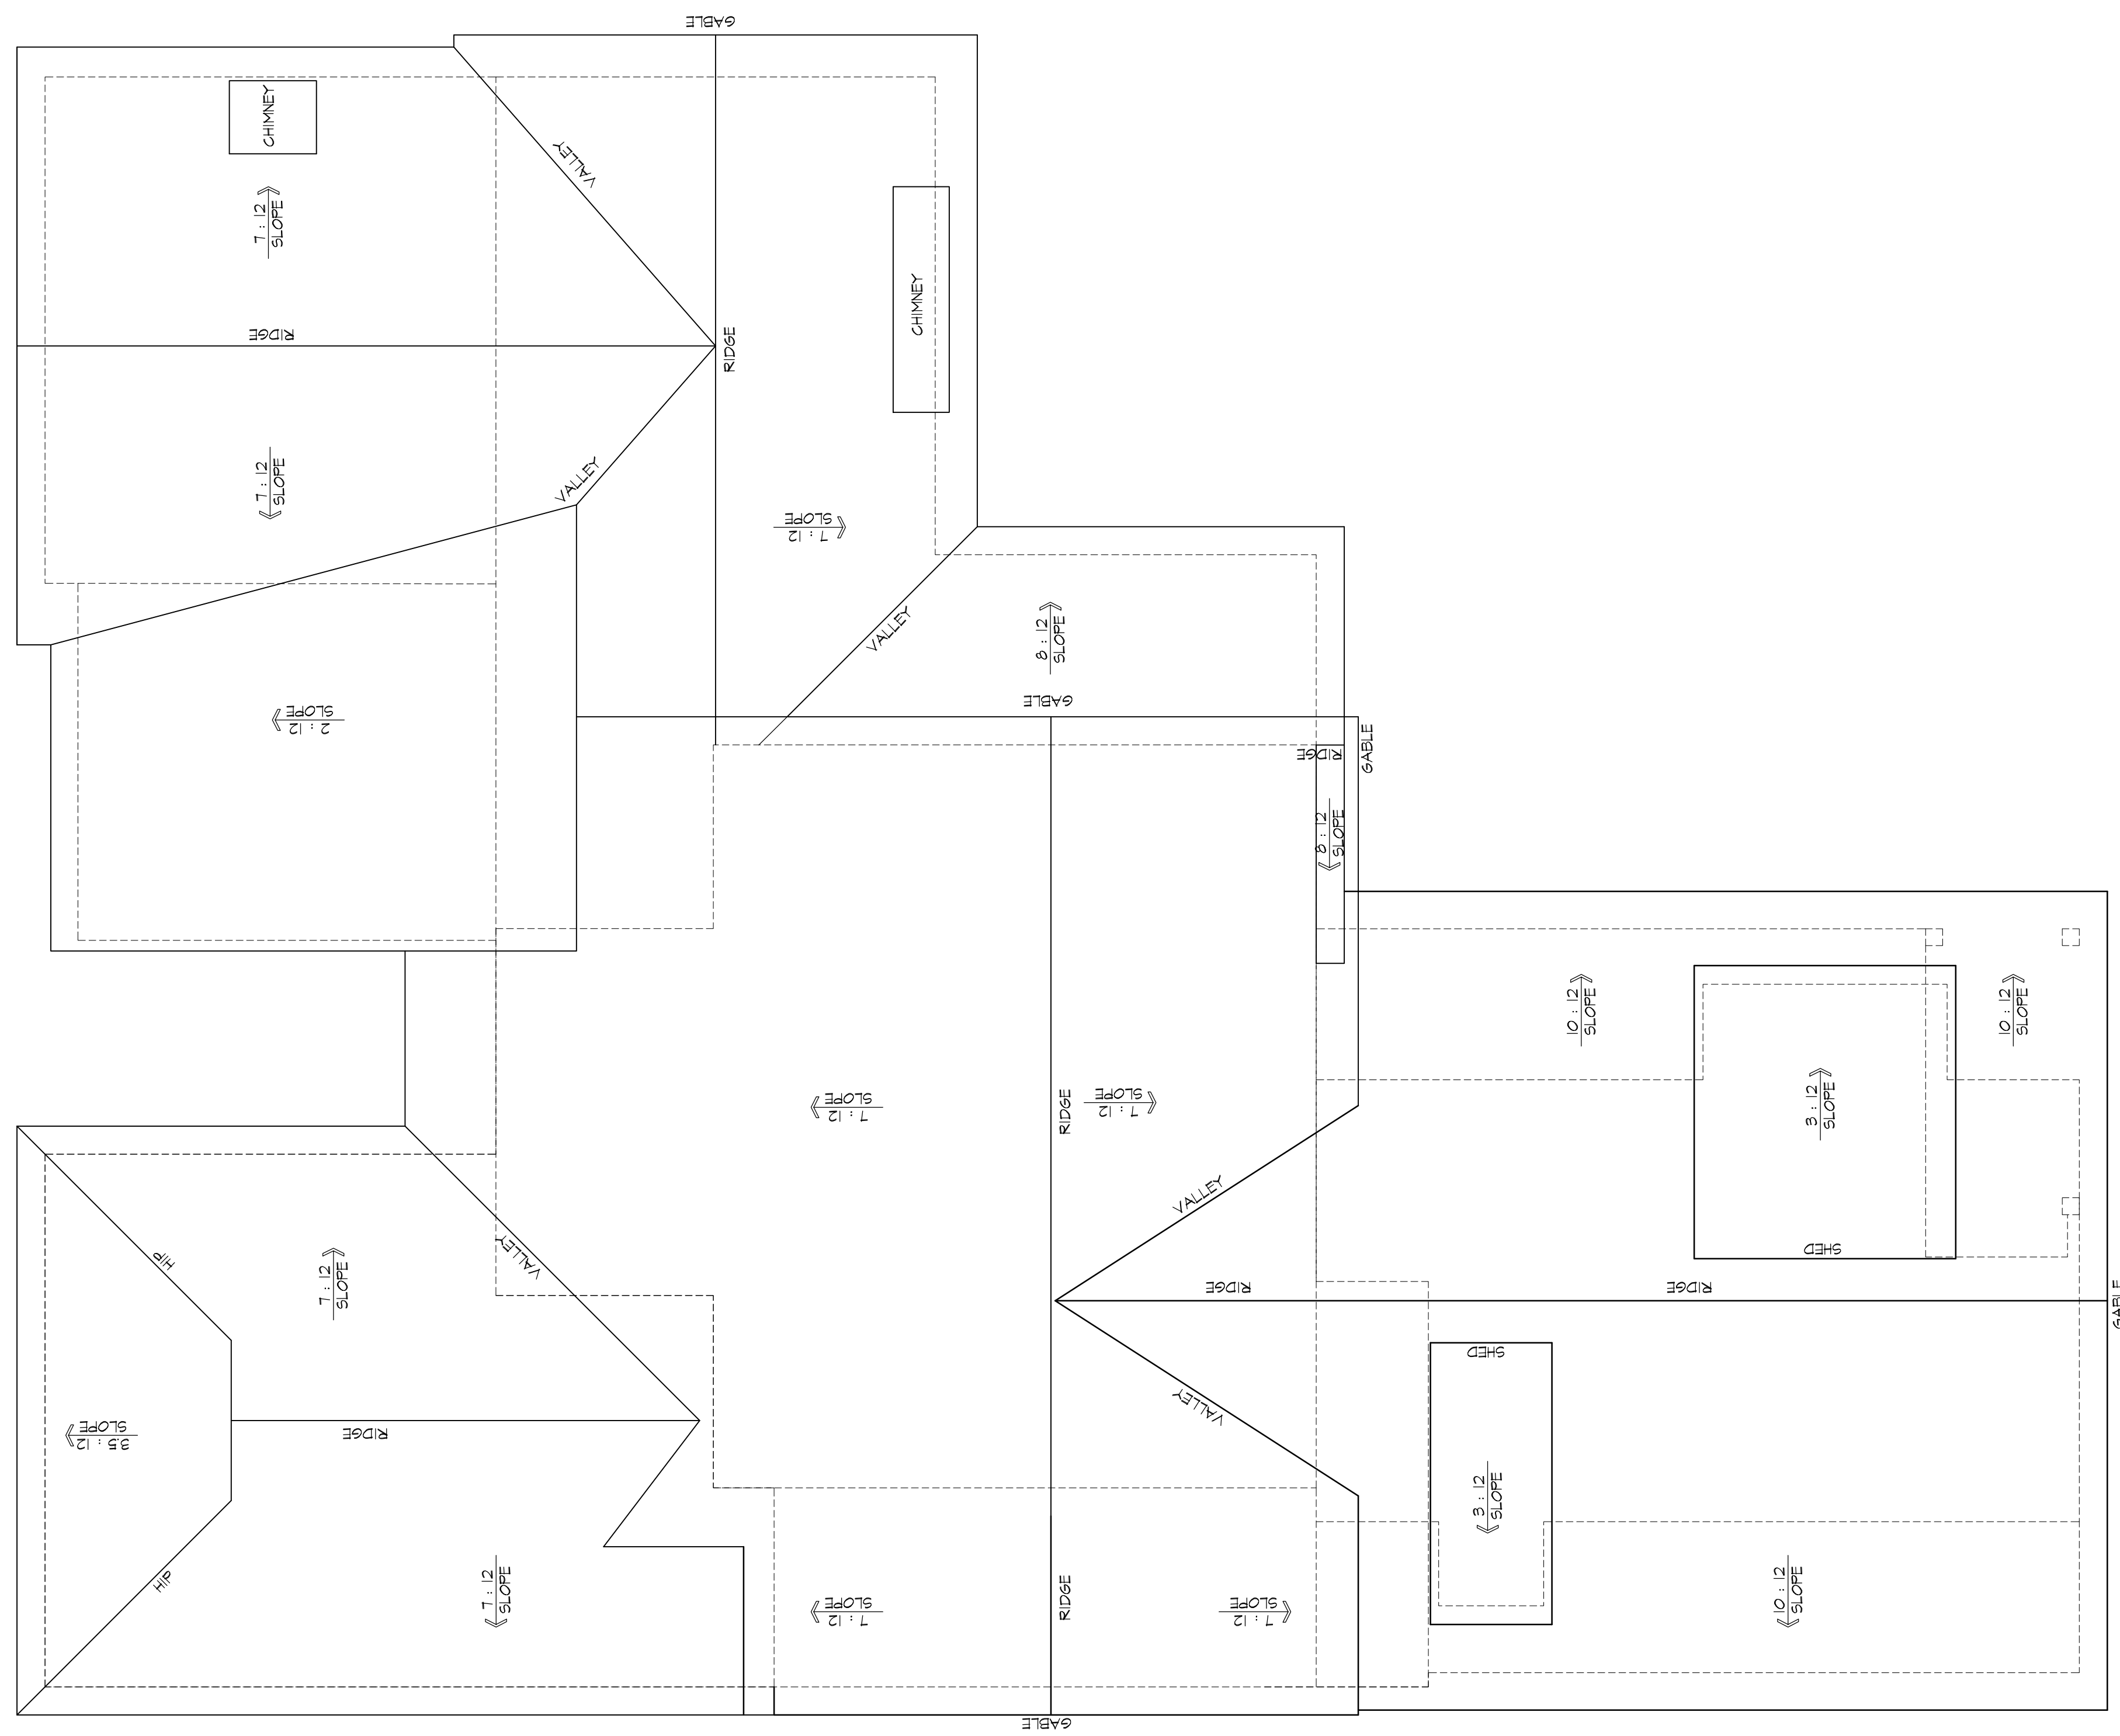 GABLE
CHIMNEY
VALLEY
7 : 12
SLOPE
CHIMNEY
RIDGE
RIDGE
7 : 12
SLOPE
VALLEY
7 : 12
SLOPE
VALLEY
8 : 12
SLOPE
2 : 12
SLOPE
GABLE
GABLE
RIDGE
8 : 12
SLOPE
10 : 12
SLOPE
10 : 12
SLOPE
7 : 12
SLOPE
RIDGE
7 : 12
SLOPE
3 : 12
SLOPE
VALLEY
HIP
VALLEY
SHED
7 : 12
SLOPE
RIDGE
RIDGE
GABLE
SHED
VALLEY
3.5 : 12
SLOPE
RIDGE
3 : 12
SLOPE
HIP
7 : 12
SLOPE
7 : 12
SLOPE
RIDGE
7 : 12
SLOPE
10 : 12
SLOPE
GABLE